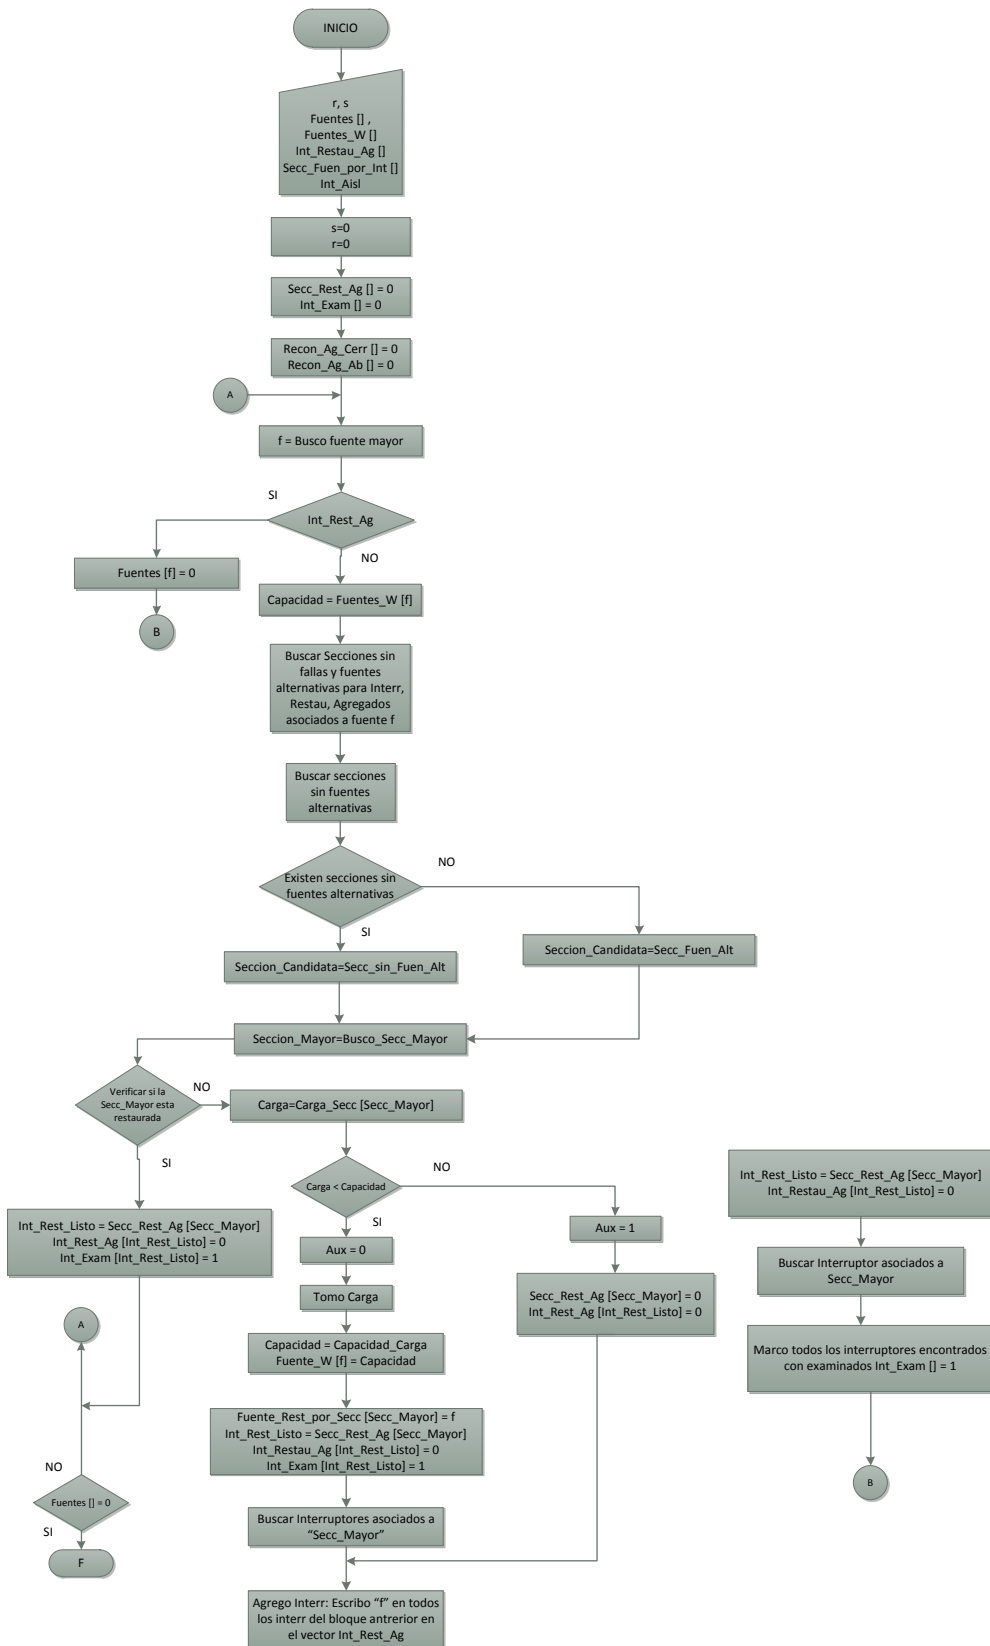 INICIO
r, s
Fuentes [] ,
Fuentes_W []
Int_Restau_Ag []
Secc_Fuen_por_Int []
Int_Aisl
s=0
r=0
Secc_Rest_Ag [] = 0
Int_Exam [] = 0
Recon_Ag_Cerr [] = 0
Recon_Ag_Ab [] = 0
A
f = Busco fuente mayor
SI
Int_Rest_Ag
NO
Fuentes [f] = 0
B
Capacidad = Fuentes_W [f]
Buscar Secciones sin
fallas y fuentes
alternativas para Interr,
Restau, Agregados
asociados a fuente f
Buscar secciones
sin fuentes
alternativas
Existen secciones sin
fuentes alternativas
NO
SI
Seccion_Candidata=Secc_Fuen_Alt
Seccion_Candidata=Secc_sin_Fuen_Alt
Seccion_Mayor=Busco_Secc_Mayor
Verificar si la
Secc_Mayor esta
restaurada
NO
SI
Carga=Carga_Secc [Secc_Mayor]
Carga < Capacidad
NO
SI
Int_Rest_Listo = Secc_Rest_Ag [Secc_Mayor]
Int_Rest_Ag [Int_Rest_Listo] = 0
Int_Exam [Int_Rest_Listo] = 1
Aux = 0
Aux = 1
Tomo Carga
Secc_Rest_Ag [Secc_Mayor] = 0
Int_Rest_Ag [Int_Rest_Listo] = 0
A
Capacidad = Capacidad_Carga
Fuente_W [f] = Capacidad
Fuente_Rest_por_Secc [Secc_Mayor] = f
Int_Rest_Listo = Secc_Rest_Ag [Secc_Mayor]
Int_Restau_Ag [Int_Rest_Listo] = 0
Int_Exam [Int_Rest_Listo] = 1
NO
Fuentes [] = 0
SI
F
Buscar Interruptores asociados a
“Secc_Mayor”
Agrego Interr: Escribo “f” en todos
los interr del bloque antrerior en
el vector Int_Rest_Ag
Int_Rest_Listo = Secc_Rest_Ag [Secc_Mayor]
Int_Restau_Ag [Int_Rest_Listo] = 0
Buscar Interruptor asociados a
Secc_Mayor
Marco todos los interruptores encontrados
con examinados Int_Exam [] = 1
B